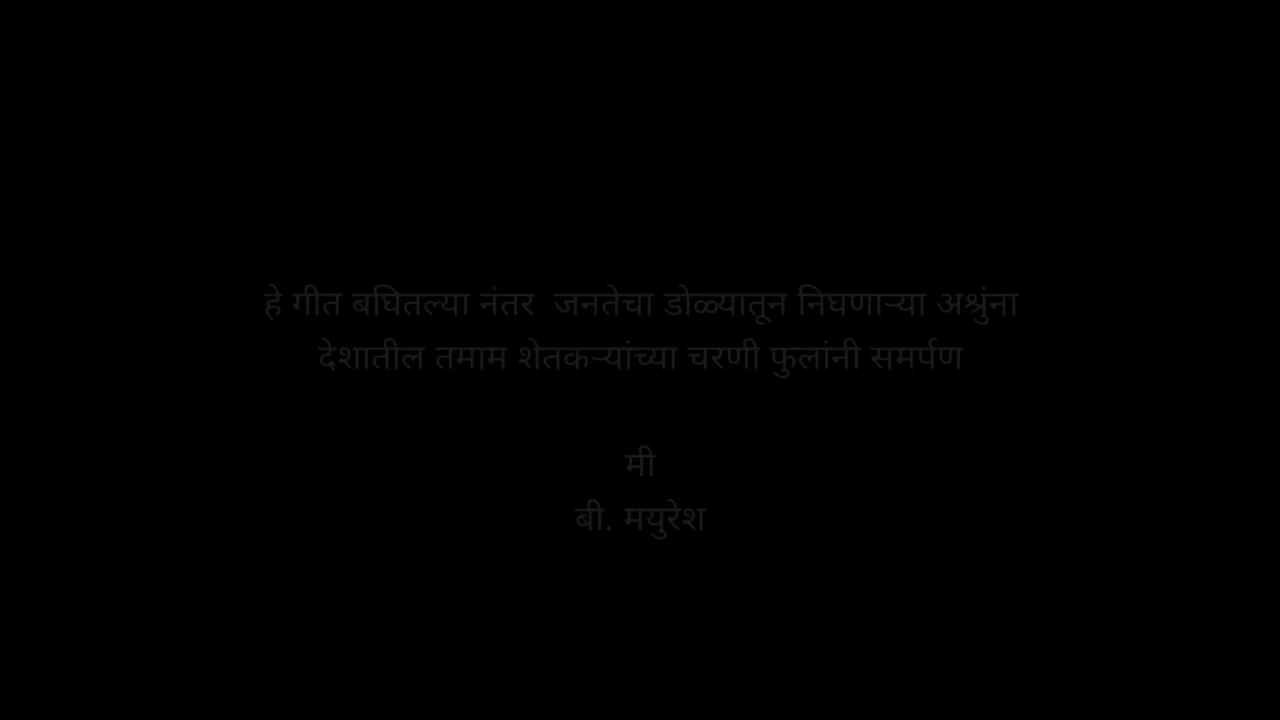 हे गीत बघितल्या नंतर जनतेचा डोळ्यातून निघणाऱ्या अश्रुंना
देशातील तमाम शेतकऱ्यांच्या चरणी फुलांनी समर्पण
मी
बी. मयुरेश